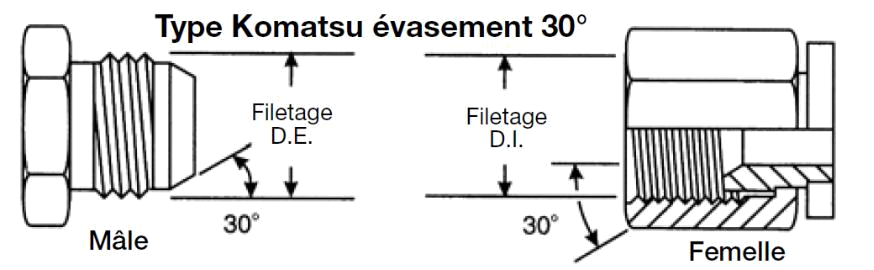 Type Komatsu évasement 30°
Filetage
D.E.
30°
Mâle
Filetage
D.I.
30°
Femelle